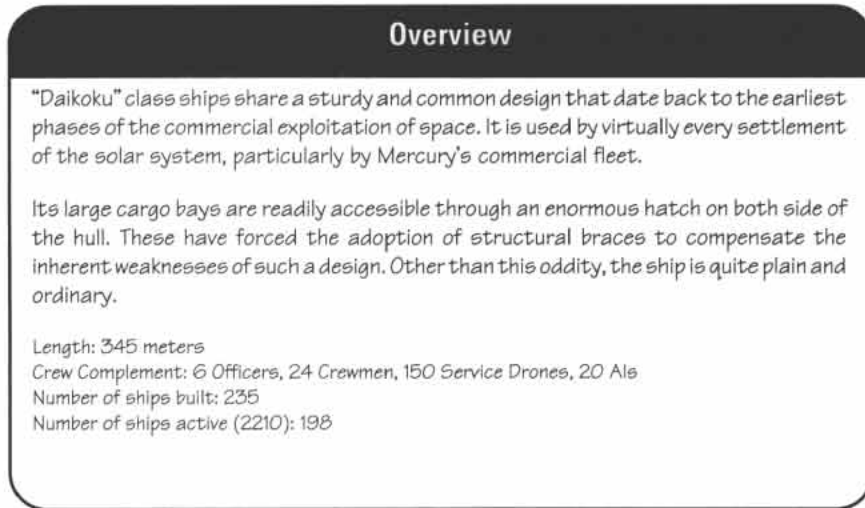 Overview
"Daikoku" class ships share a sturdy and common design that date back to the earliest
phases of the commercial exploitation of space. It is used by virtually every settlement
of the solar system, particularly by Mercury's commercial fleet.
Its large cargo bays are readily accessible through an enormous hatch on both side of
the hull. These have forced the adoption of structural braces to compensate the
inherent weaknesses of such a design. Other than this oddity, the ship is quite plain and
ordinary.
Length: 345 meters
Crew Complement: 6 Officers, 24 Crewmen, 150 Service Drones, 20 AIs
Number of ships built: 235
Number of ships active (2210): 198